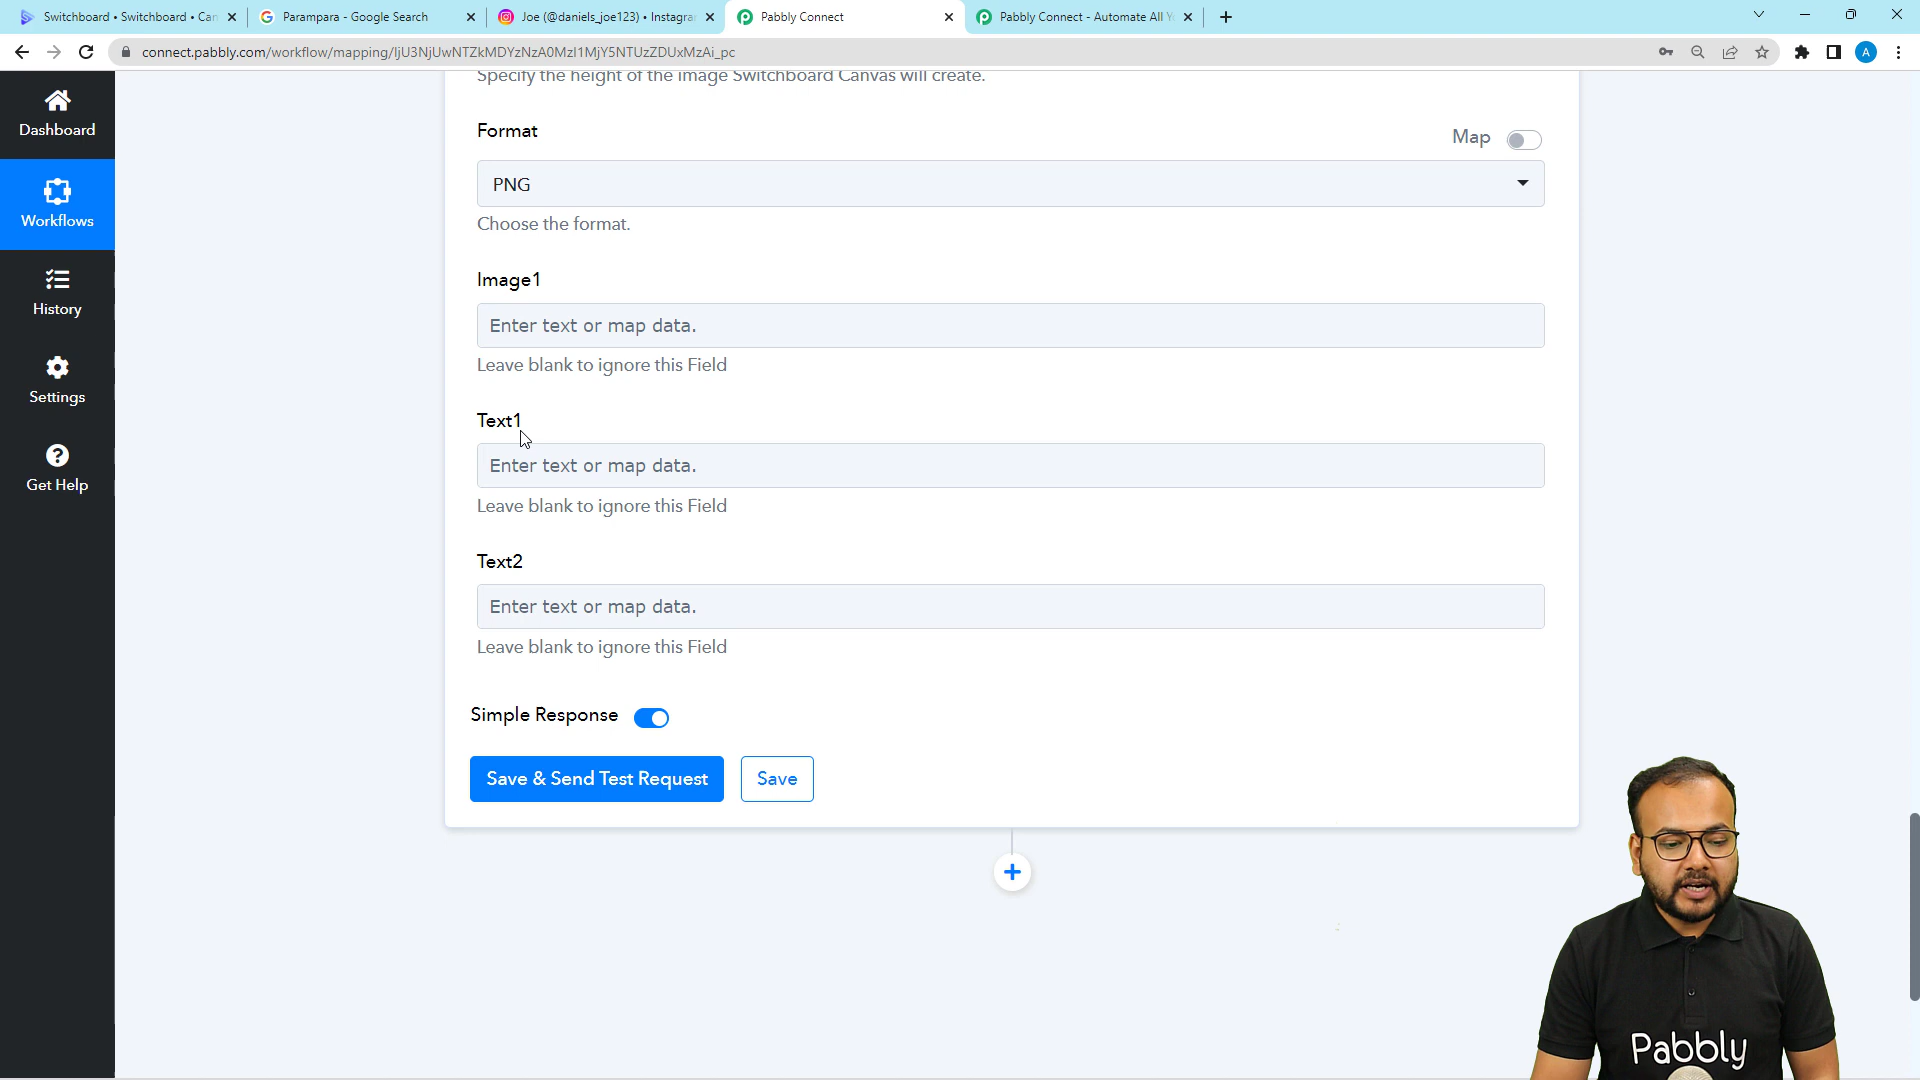 Switchboard • Switchboard • Can
Parampara - Google Search
Joe (@daniels_joe123) • Instagra
Pabbly Connect
Pabbly Connect - Automate All Y
connect.pabbly.com/workflow/mapping/IjU3NjUwNTZkMDYzNzA0MzI1MjY5NTUzZDUxMzAi_pc
A
Dashboard
Workflows
History
Settings
Get Help
Specify the height of the image Switchboard Canvas will create.
Format
Map
PNG
Choose the format.
Image1
Enter text or map data.
Leave blank to ignore this Field
Text1
Enter text or map data.
Leave blank to ignore this Field
Text2
Enter text or map data.
Leave blank to ignore this Field
Simple Response
Save & Send Test Request
Save
Pabbly